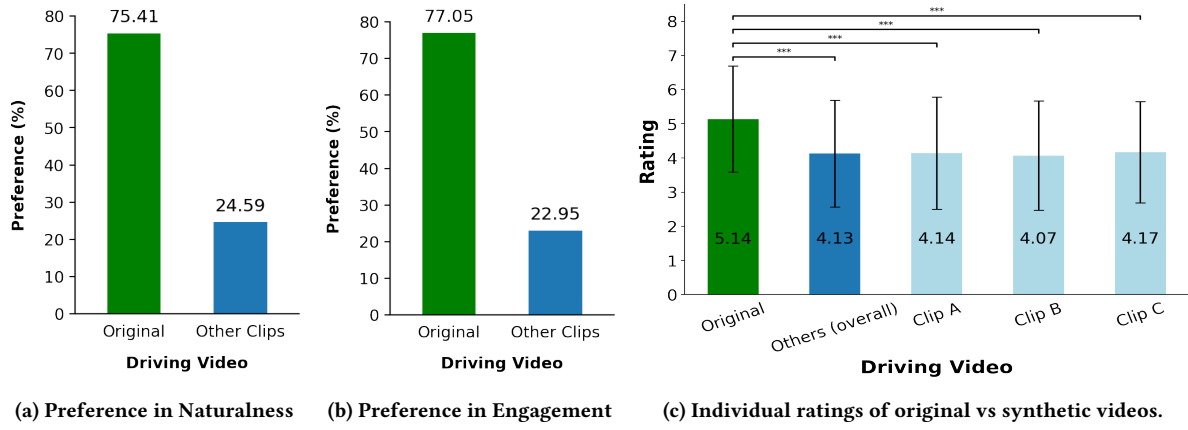 80
70
60
50
40
30
20
10
0
Preference (%)
75.41
24.59
Original Other Clips
Driving Video
(a) Preference in Naturalness
80
70
60
50
40
30
20
10
0
Preference (%)
77.05
22.95
Original Other Clips
Driving Video
(b) Preference in Engagement
8
7
6
5
4
3
2
1
0
Rating
***
***
***
***
5.14 4.13 4.14 4.07 4.17
Original Others (overall) Clip A Clip B Clip C
Driving Video
(c) Individual ratings of original vs synthetic videos.